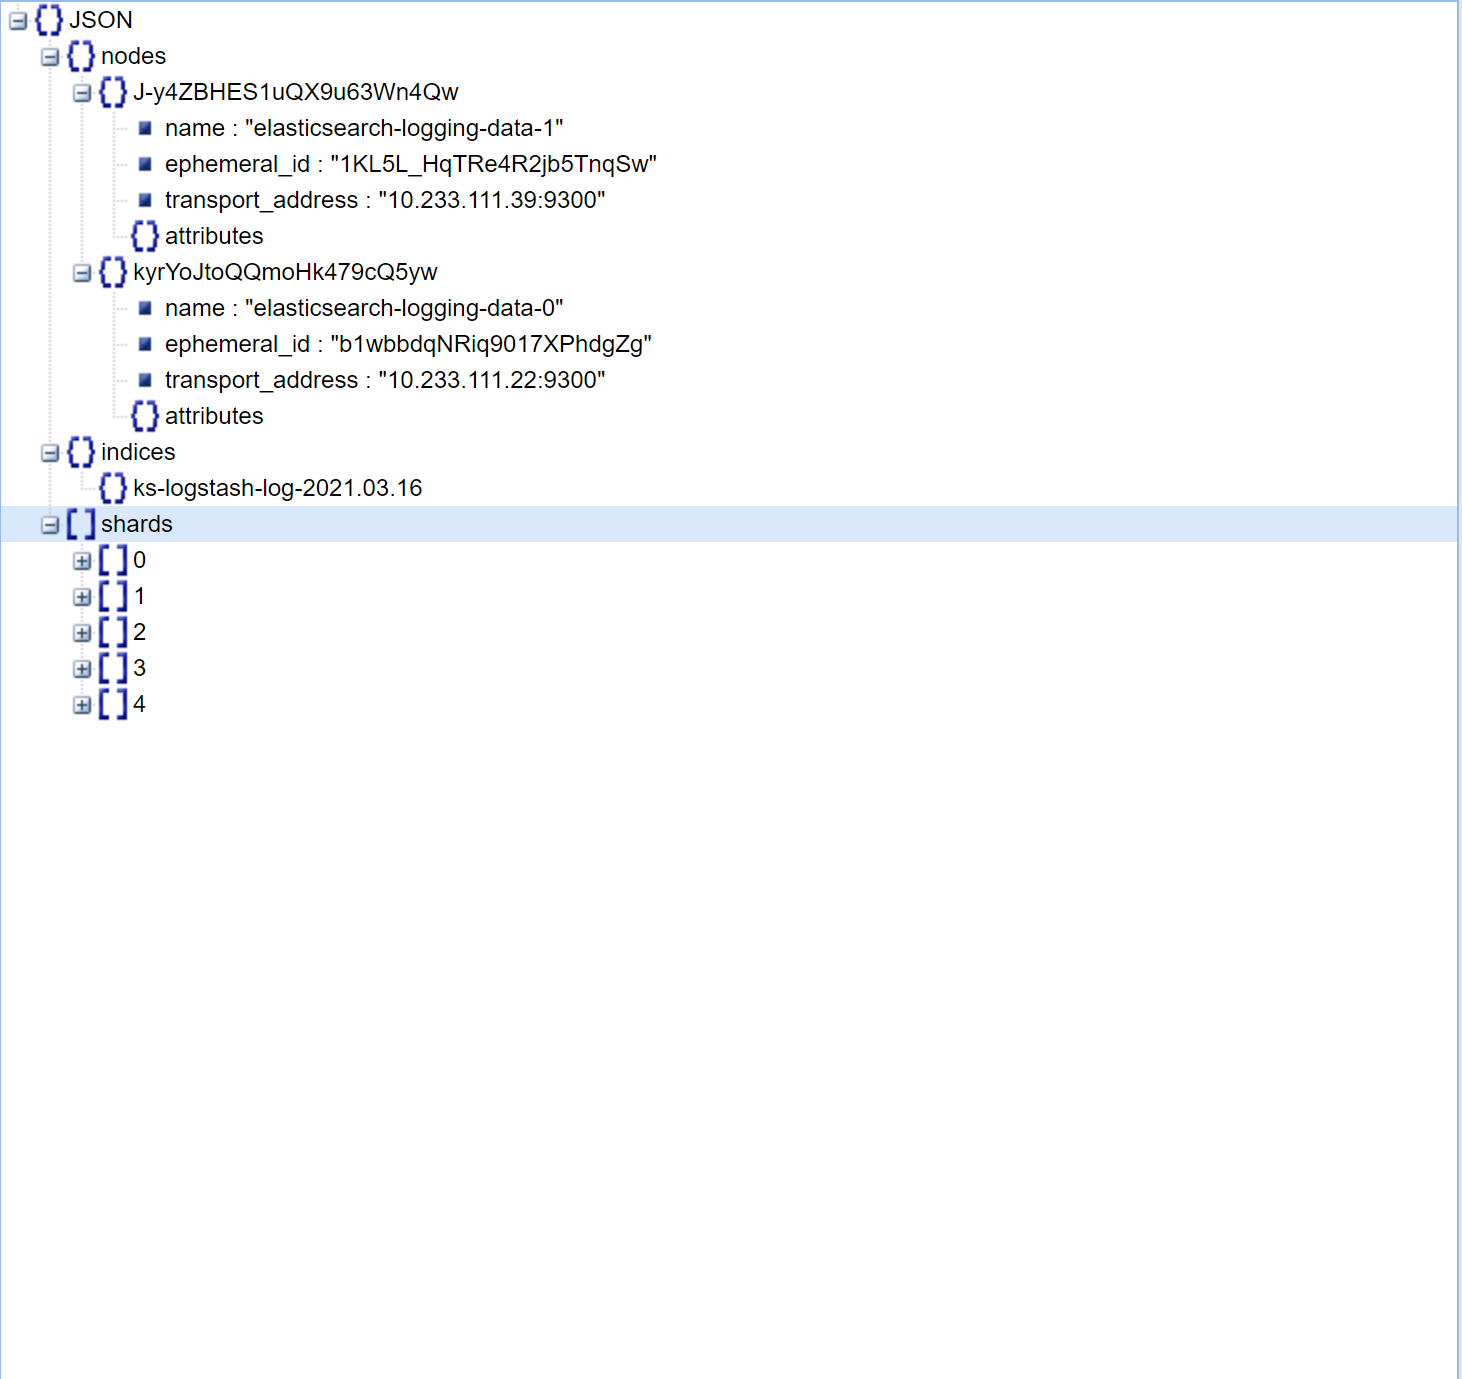 JSON
nodes
J-y4ZBHES1uQX9u63Wn4Qw
name : "elasticsearch-logging-data-1"
ephemeral_id : "1KL5L_HqTRe4R2jb5TnqSw"
transport_address : "10.233.111.39:9300"
attributes
kyrYoJtoQQmoHk479cQ5yw
name : "elasticsearch-logging-data-0"
ephemeral_id : "b1wbbdqNRiq9017XPhdgZg"
transport_address : "10.233.111.22:9300"
attributes
indices
ks-logstash-log-2021.03.16
shards
0
1
2
3
4